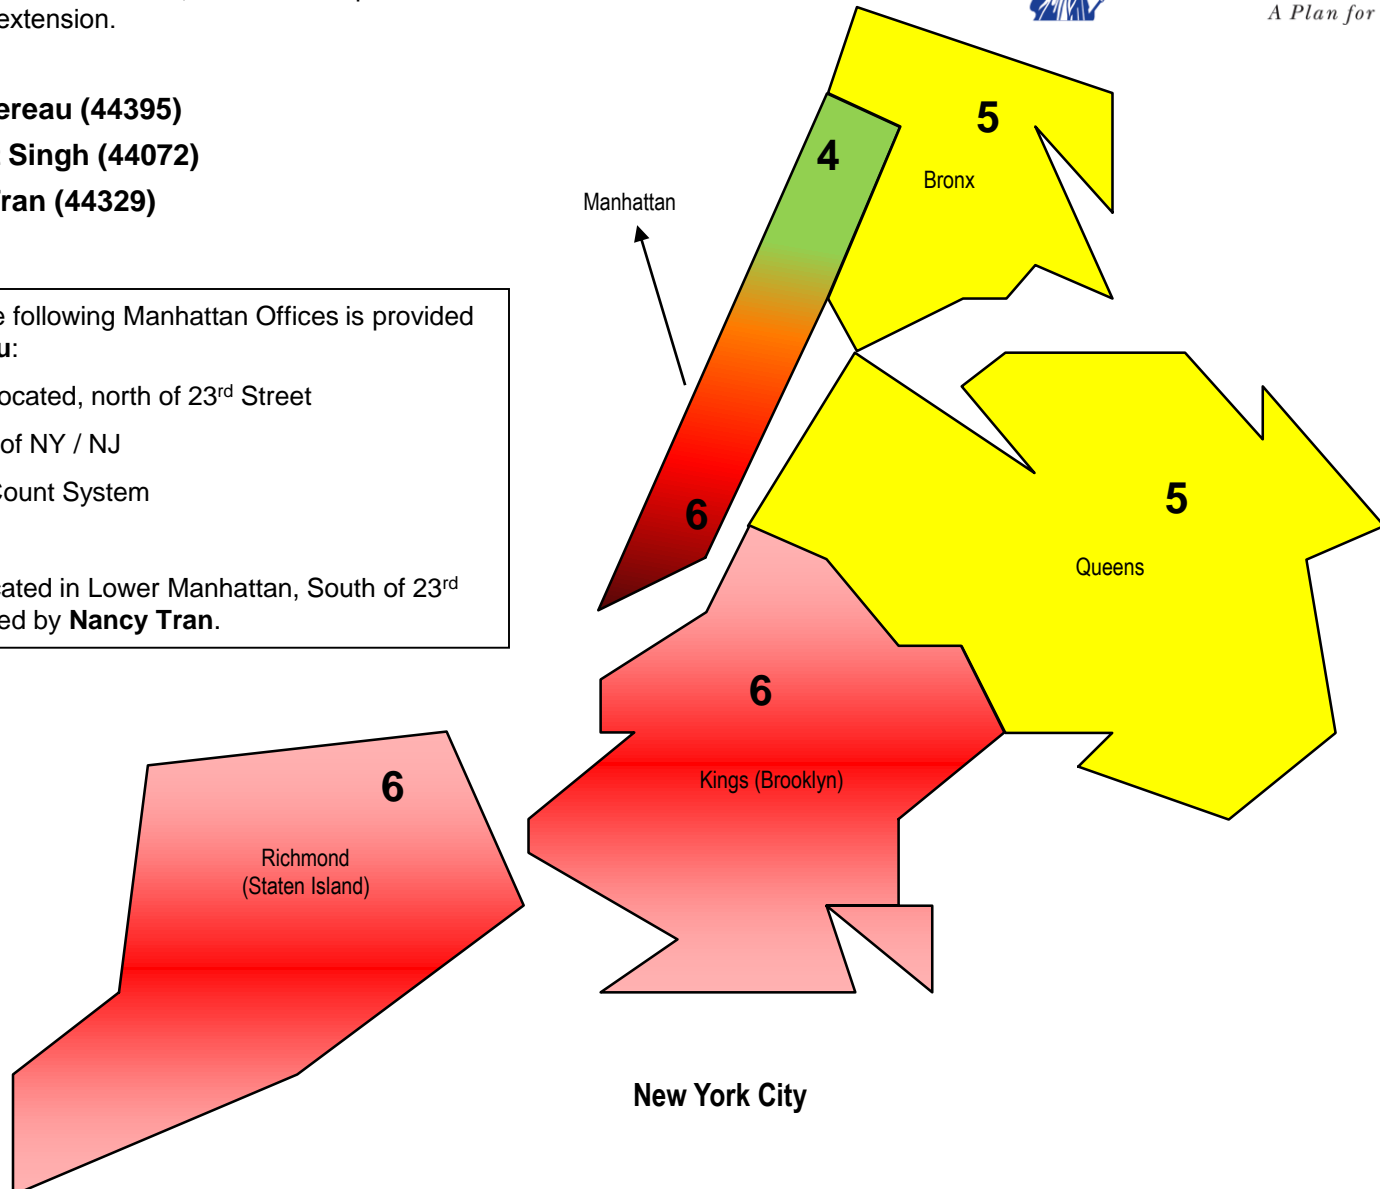 extension.
A Plan for
ereau (44395)
Singh (44072)
ran (44329)
e following Manhattan Offices is provided
u:
ocated, north of 23rd Street
of NY / NJ
Count System
cated in Lower Manhattan, South of 23rd
ed by Nancy Tran.
Manhattan
4
5
Bronx
6
5
Queens
6
Kings (Brooklyn)
6
Richmond
(Staten Island)
New York City